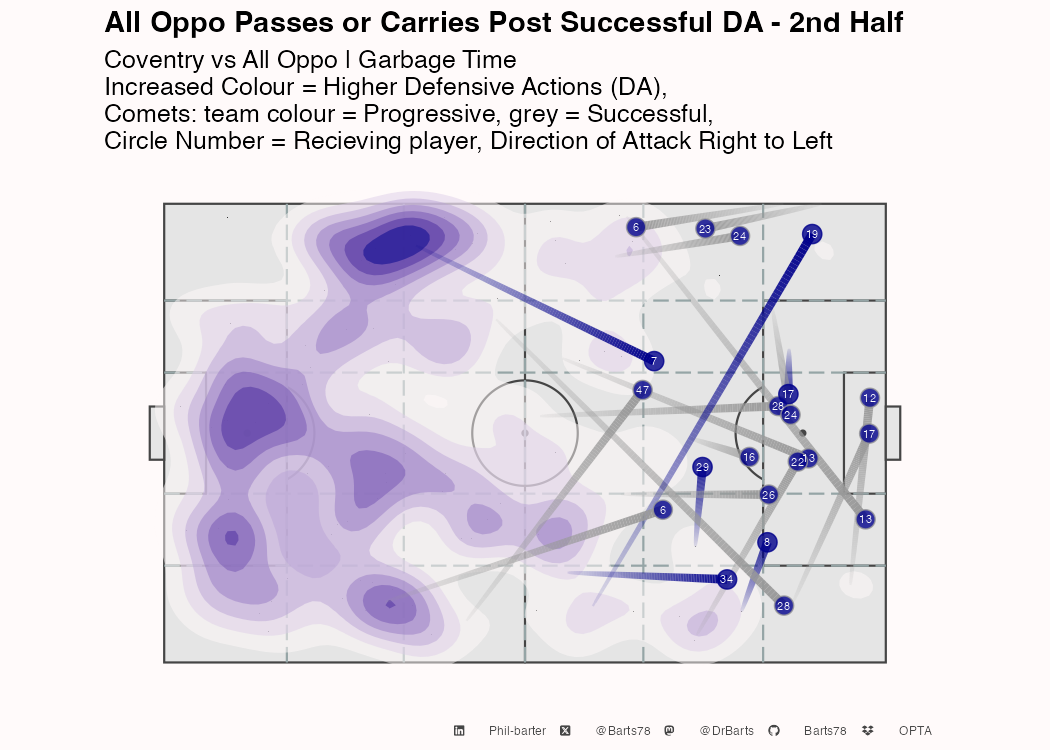 All Oppo Passes or Carries Post Successful DA - 2nd Half
Coventry vs All Oppo | Garbage Time
Increased Colour = Higher Defensive Actions (DA),
Comets: team colour = Progressive, grey = Successful,
Circle Number = Recieving player, Direction of Attack Right to Left
6
23
24
19
7
47
17
28
24
12
17
16
22
13
29
26
13
6
8
34
28
Phil-barter
@Barts78
@DrBarts
Barts78
OPTA